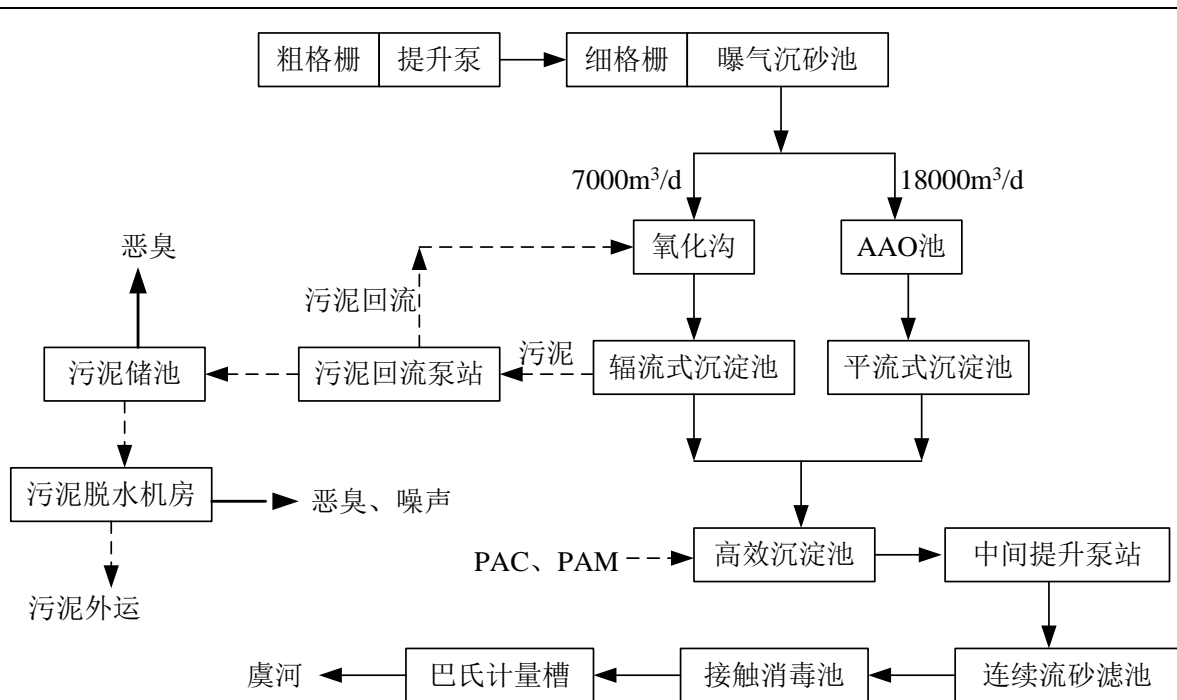 粗格栅 提升泵 细格栅 曝气沉砂池
7000m³/d 18000m³/d
恶臭 氧化沟 AAO池
污泥回流
污泥储池 污泥回流泵站 污泥 辐流式沉淀池 平流式沉淀池
污泥脱水机房 恶臭、噪声
PAC、PAM 高效沉淀池 中间提升泵站
污泥外运
虞河 巴氏计量槽 接触消毒池 连续流砂滤池